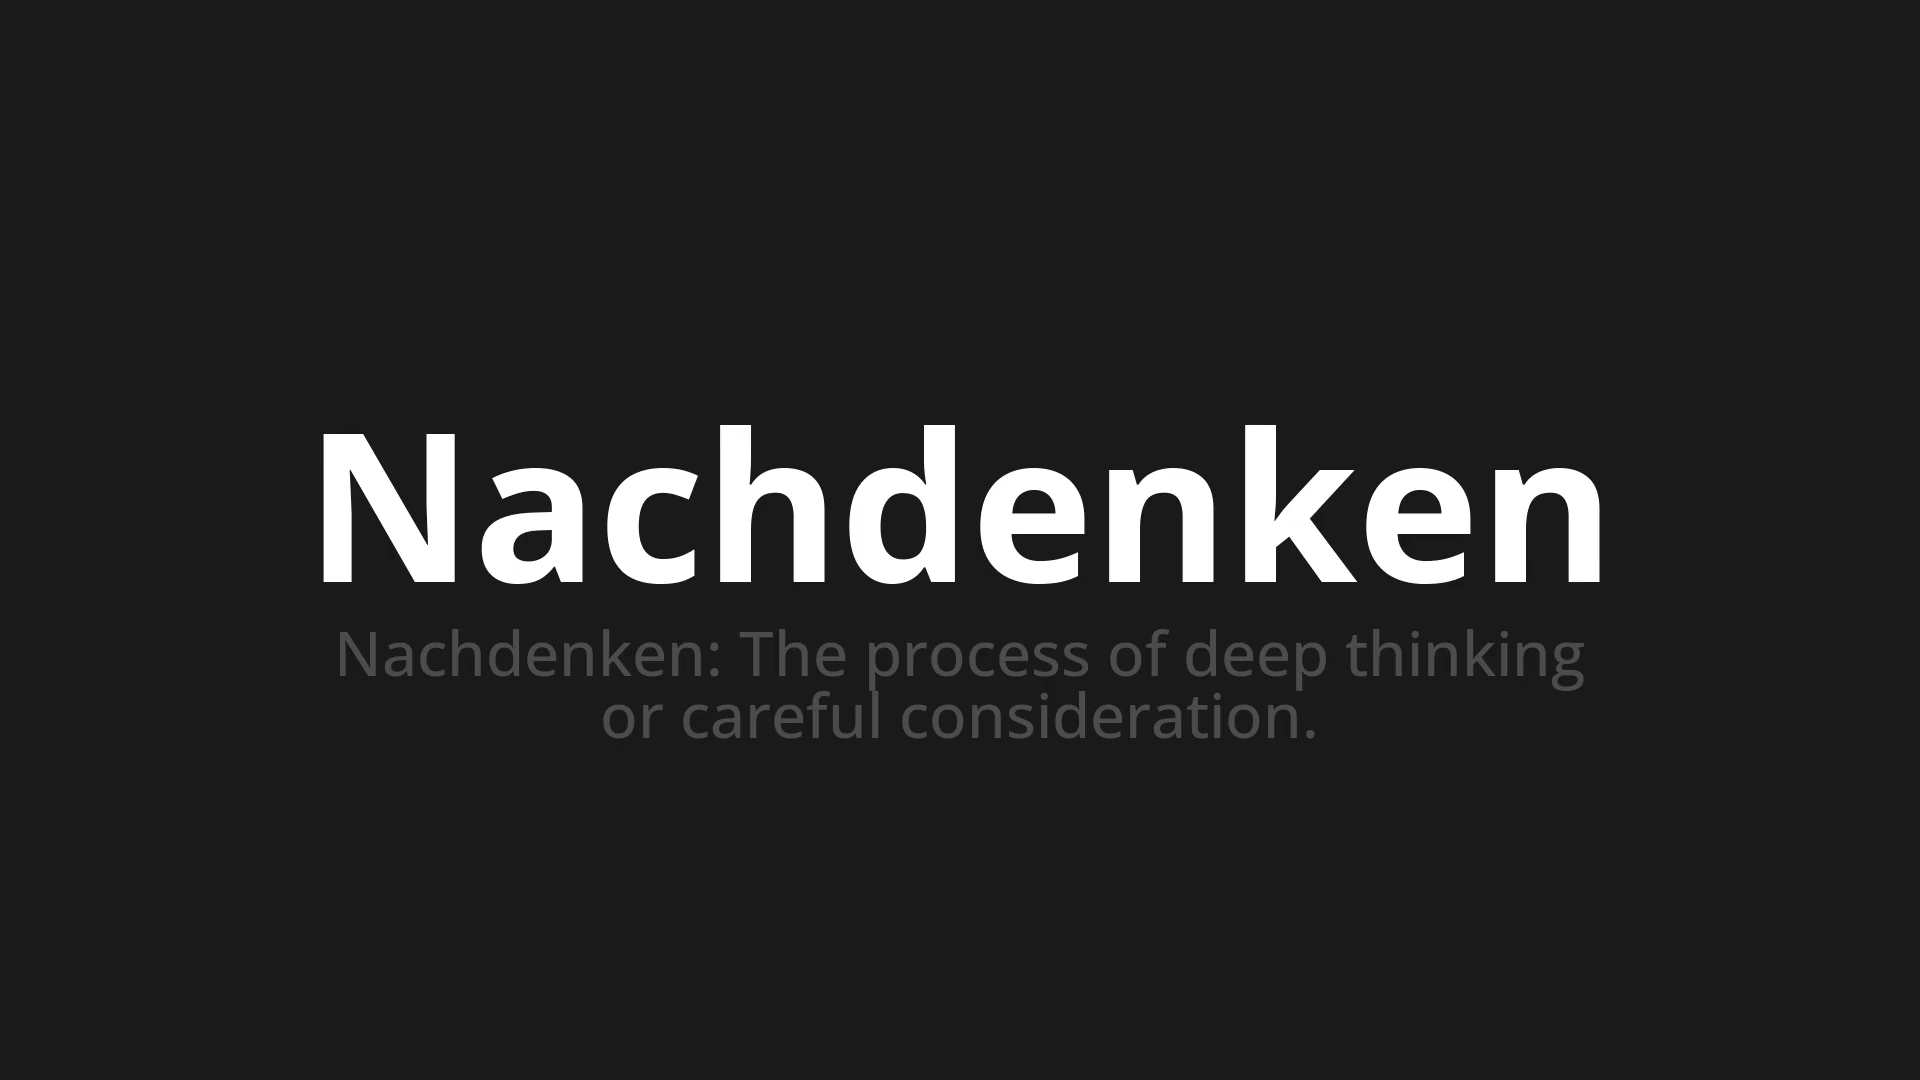 Nachdenken
Nachdenken: The process of deep thinking
or careful consideration.